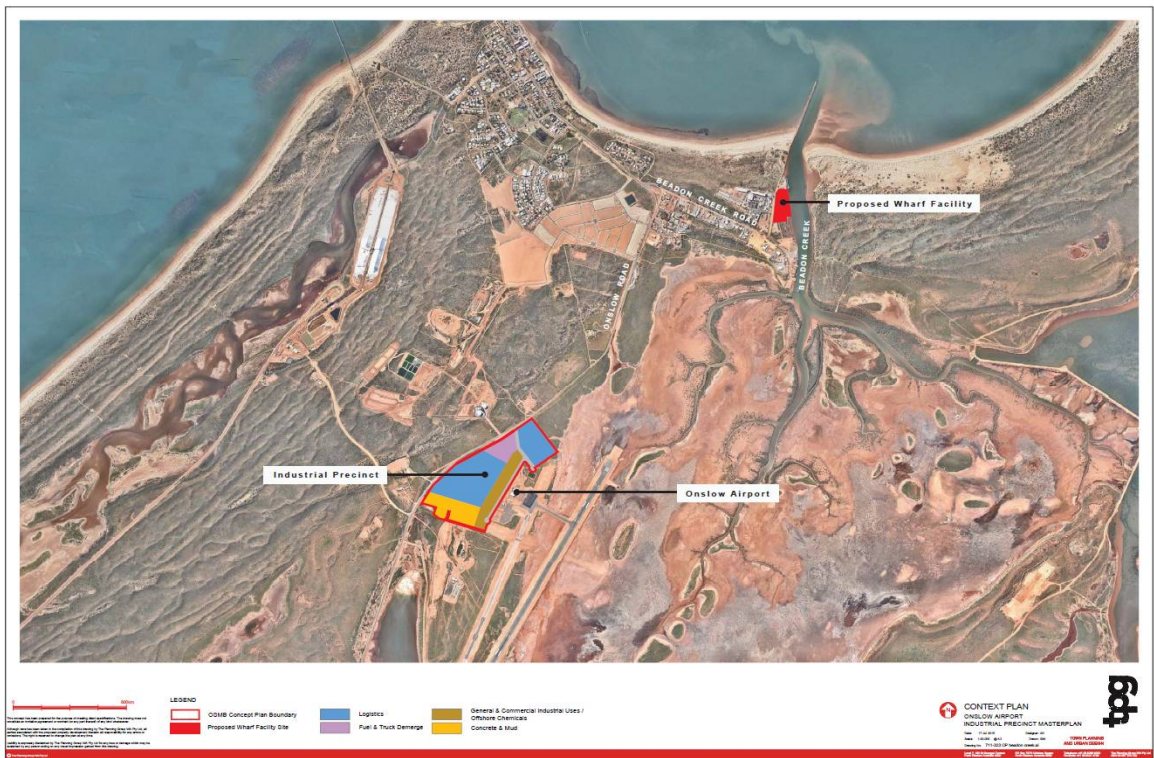 BEADON CREEK ROAD
Proposed Wharf Facility
BEADON CREEK
ONSLOW ROAD
Industrial Precinct
Onslow Airport
0
600m
LEGEND
OSMB Concept Plan Boundary
Proposed Wharf Facility Site
Logistics
Fuel & Truck Demerge
General & Commercial Industrial Uses /
Offshore Chemicals
Concrete & Mud
tpg
CONTEXT PLAN
ONSLOW AIRPORT
INDUSTRIAL PRECINCT MASTERPLAN
TOWN PLANNING
AND URBAN DESIGN